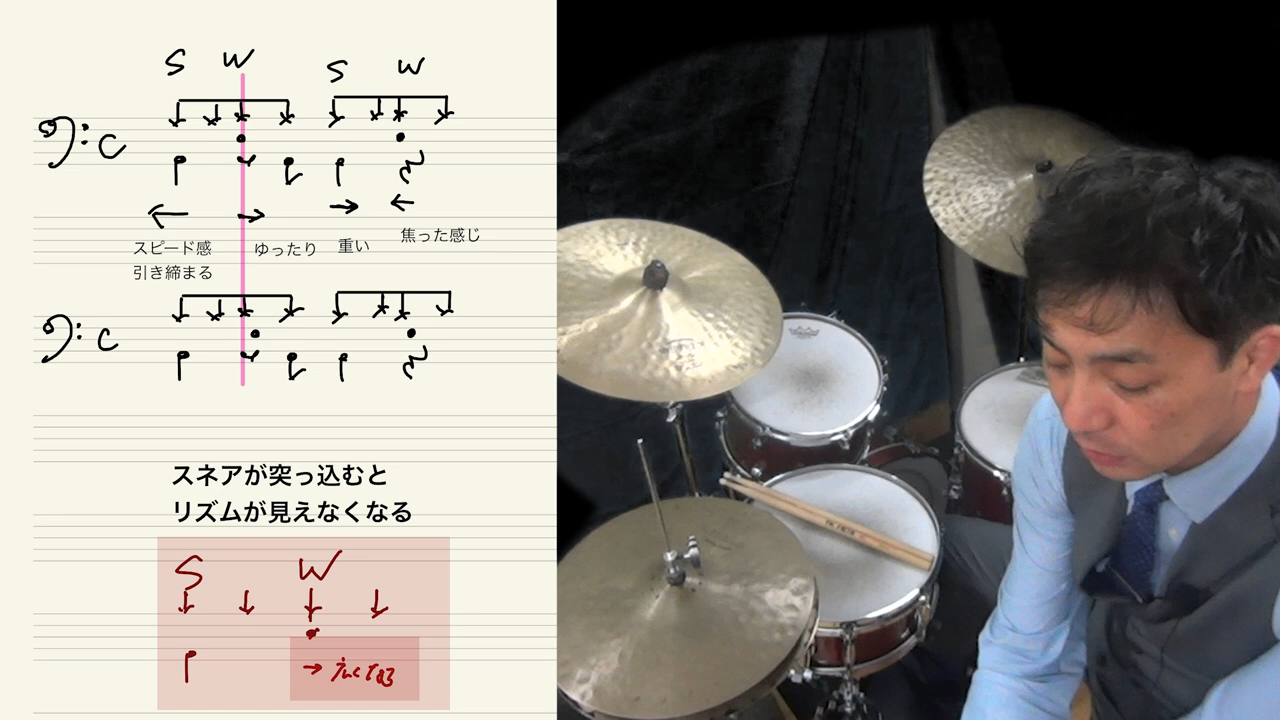 S W S W
C
スピード感
引き締まる
ゆったり
重い
焦った感じ
C
スネアが突っ込むと
リズムが見えなくなる
S W